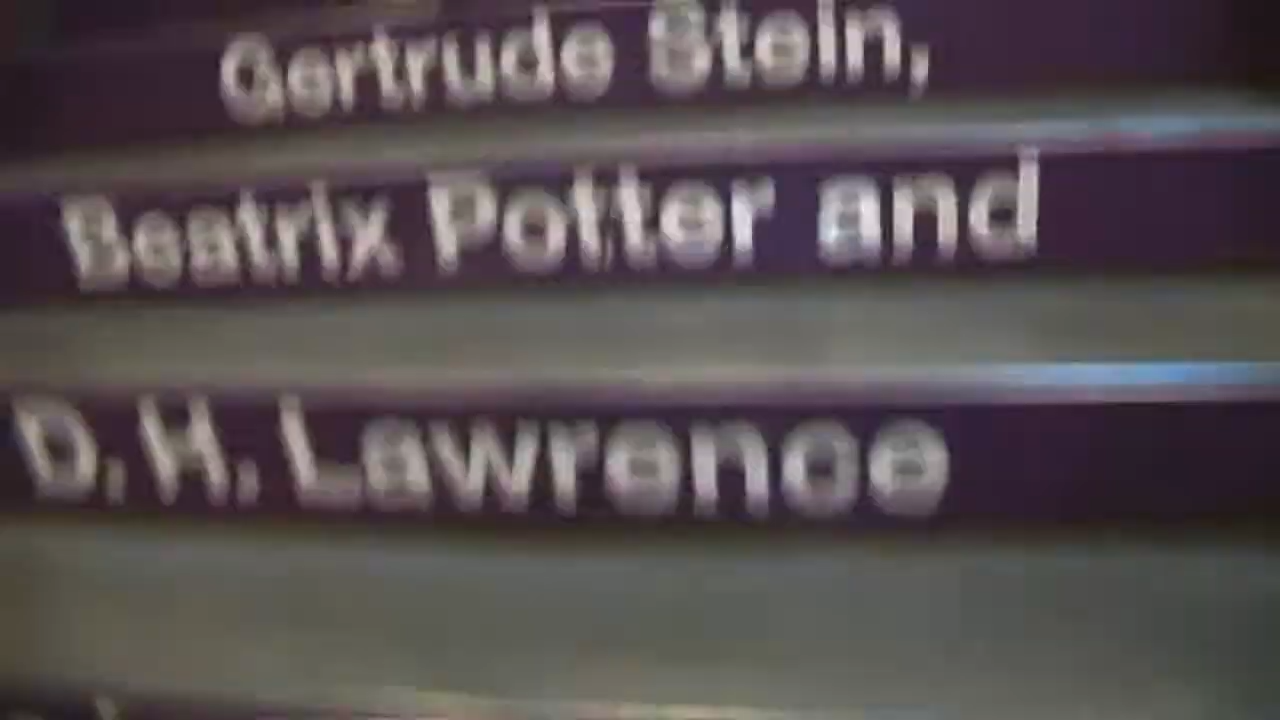 Gertrude Stein,
Beatrix Potter and
D. H. Lawrence